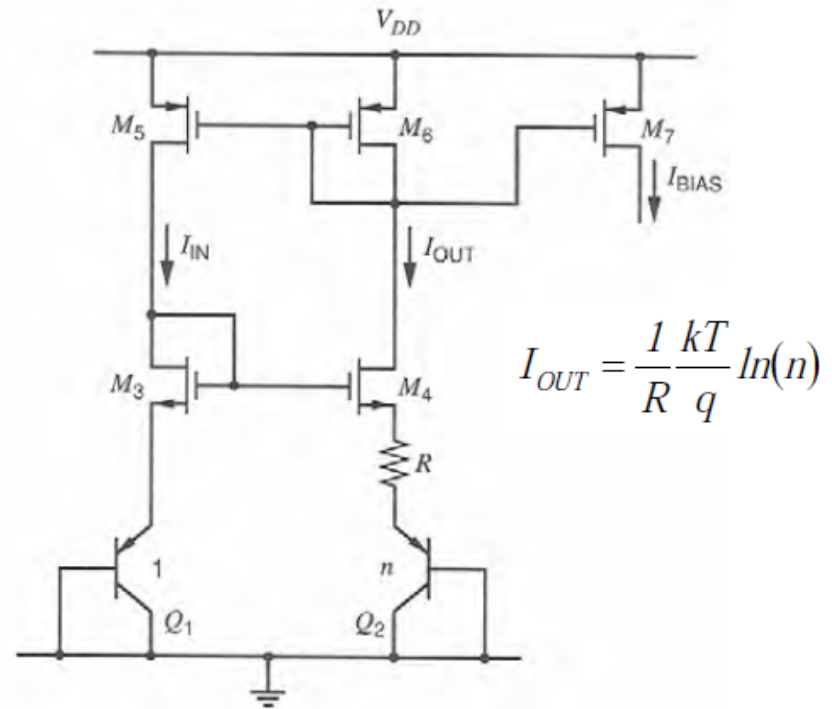 V_DD
M_5
M_6
M_7
I_BIAS
I_IN
I_OUT
M_3
M_4
I_OUT = 1/R kT/q ln(n)
R
1
n
Q_1
Q_2